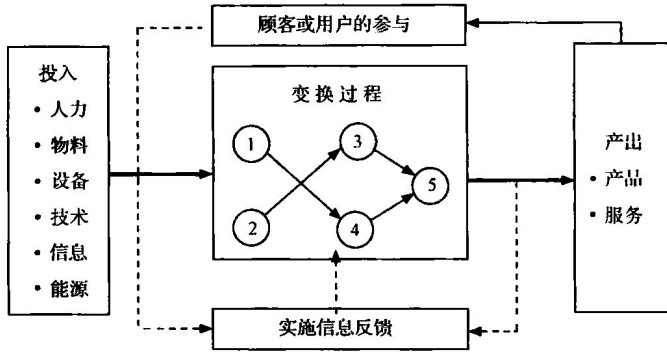 顾客或用户的参与
投入
• 人力
• 物料
• 设备
• 技术
• 信息
• 能源
变换过程
1
3
5
2
4
产出
• 产品
• 服务
实施信息反馈